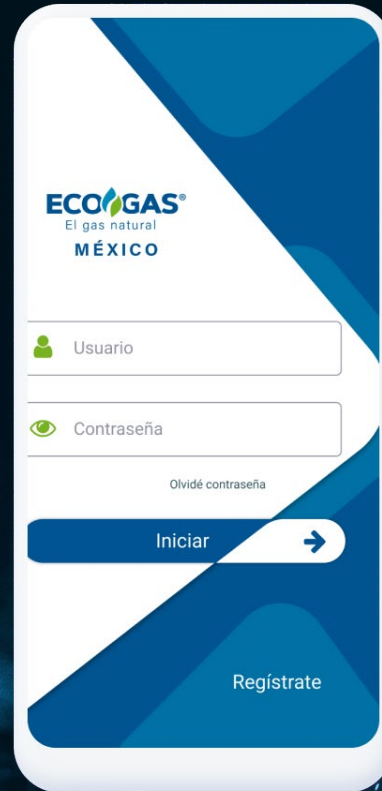 ECOGAS®
El gas natural
MÉXICO
Usuario
Contraseña
Olvidé contraseña
Iniciar
Regístrate